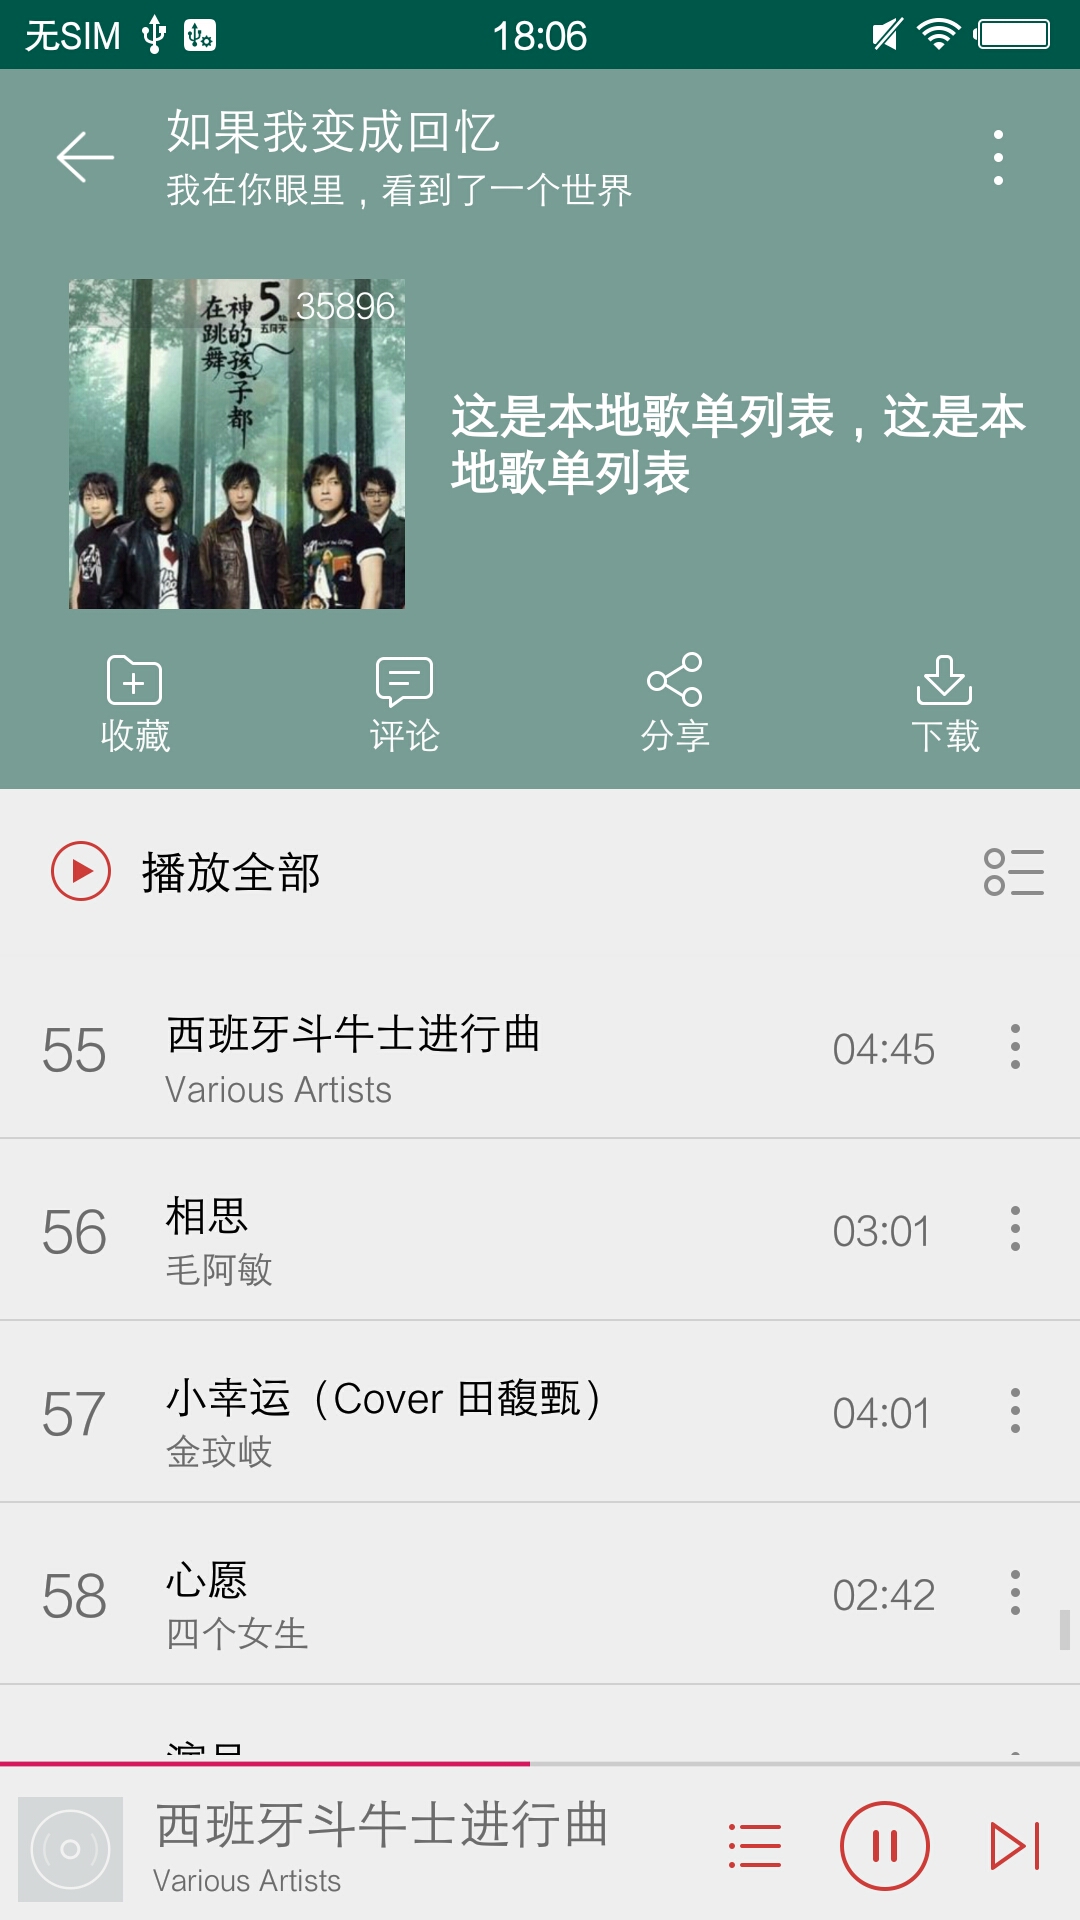 无SIM
18:06
如果我变成回忆
我在你眼里，看到了一个世界
35896
神的孩子都
在跳舞
5th
五月天
这是本地歌单列表，这是本
地歌单列表
收藏
评论
分享
下载
播放全部
55
西班牙斗牛士进行曲
Various Artists
04:45
56
相思
毛阿敏
03:01
57
小幸运（Cover 田馥甄）
金玟岐
04:01
58
心愿
四个女生
02:42
西班牙斗牛士进行曲
Various Artists